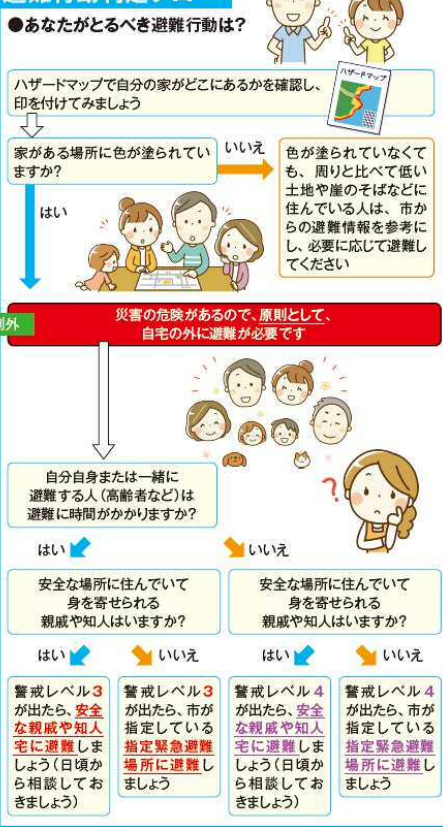 ●あなたがとるべき避難行動は?
ハザードマップ
ハザードマップで自分の家がどこにあるかを確認し、
印を付けてみましょう
家がある場所に色が塗られてい
ますか?
いいえ
色が塗られていなくて
も、周りと比べて低い
土地や崖のそばなどに
住んでいる人は、市か
らの避難情報を参考に
し、必要に応じて避難し
てください
はい
災害の危険があるので、原則として、
自宅の外に避難が必要です
外
自分自身または一緒に
避難する人(高齢者など)は
避難に時間がかかりますか?
はい
いいえ
安全な場所に住んでいて
身を寄せられる
親戚や知人はいますか?
安全な場所に住んでいて
身を寄せられる
親戚や知人はいますか?
はい
いいえ
はい
いいえ
警戒レベル3
が出たら、安全
な親戚や知人
宅に避難しま
しょう(日頃か
ら相談してお
きましょう)
警戒レベル3
が出たら、市が
指定している
指定緊急避難
場所に避難し
ましょう
警戒レベル4
が出たら、安全
な親戚や知人
宅に避難しま
しょう(日頃か
ら相談してお
きましょう)
警戒レベル4
が出たら、市が
指定している
指定緊急避難
場所に避難し
ましょう